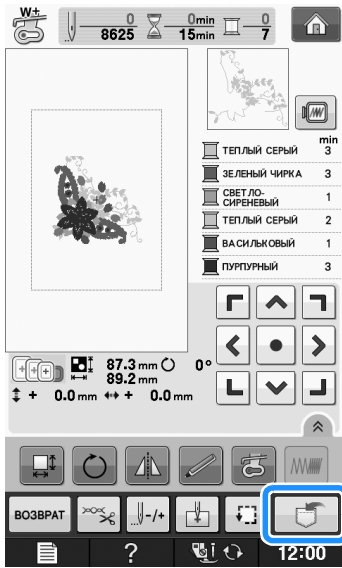 W+
0 0min 0
8625 15min 7
min
ТЕПЛЫЙ СЕРЫЙ 3
ЗЕЛЕНЫЙ ЧИРКА 3
СВЕТЛО-
СИРЕНЕВЫЙ 1
ТЕПЛЫЙ СЕРЫЙ 2
ВАСИЛЬКОВЫЙ 1
ПУРПУРНЫЙ 3
87.3 mm 0°
89.2 mm
+ 0.0 mm + 0.0 mm
ВОЗВРАТ -/+
? 12:00